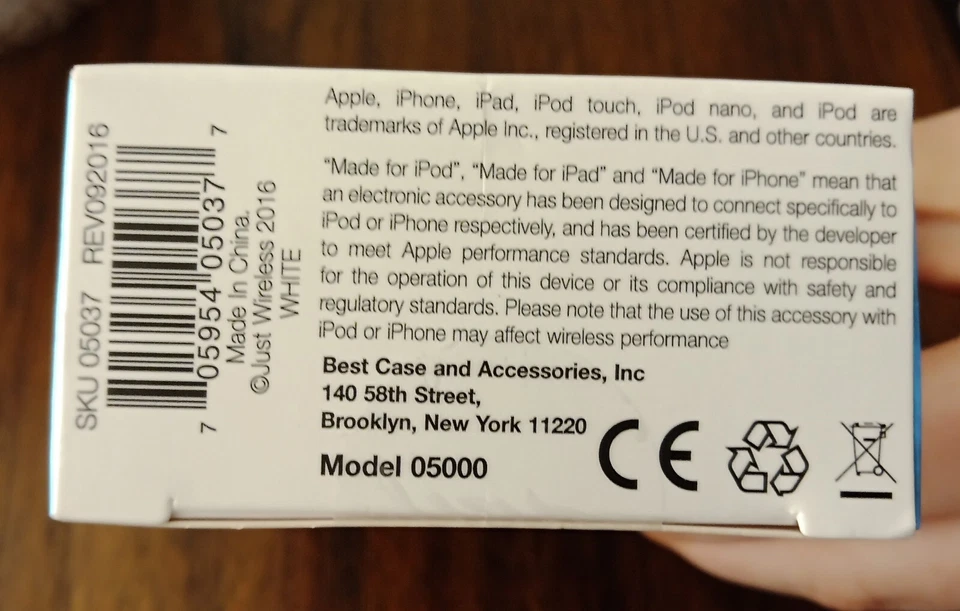 SKU 05037 REV092016
7 05954 05037 7
Made In China.
©Just Wireless 2016
WHITE
Apple, iPhone, iPad, iPod touch, iPod nano, and iPod are
trademarks of Apple Inc., registered in the U.S. and other countries.
“Made for iPod”, “Made for iPad” and “Made for iPhone” mean that
an electronic accessory has been designed to connect specifically to
iPod or iPhone respectively, and has been certified by the developer
to meet Apple performance standards. Apple is not responsible
for the operation of this device or its compliance with safety and
regulatory standards. Please note that the use of this accessory with
iPod or iPhone may affect wireless performance
Best Case and Accessories, Inc
140 58th Street,
Brooklyn, New York 11220
Model 05000
CE